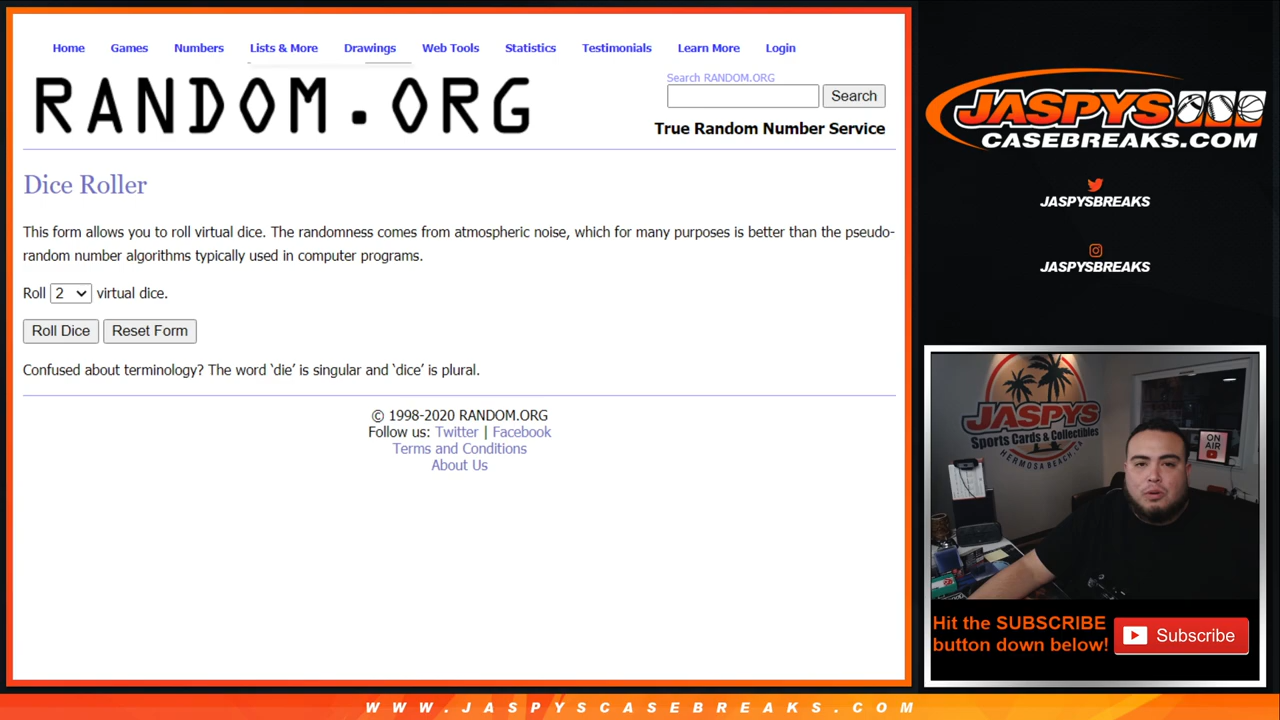 Home Games Numbers Lists & More Drawings Web Tools Statistics Testimonials Learn More Login
RANDOM.ORG
Search RANDOM.ORG
Search
True Random Number Service
Dice Roller
This form allows you to roll virtual dice. The randomness comes from atmospheric noise, which for many purposes is better than the pseudo-
random number algorithms typically used in computer programs.
Roll 2 virtual dice.
Roll Dice Reset Form
Confused about terminology? The word ‘die’ is singular and ‘dice’ is plural.
© 1998-2020 RANDOM.ORG
Follow us: Twitter | Facebook
Terms and Conditions
About Us
JASPYS
CASEBREAKS.COM
JASPYSBREAKS
JASPYSBREAKS
JASPYS
Sports Cards & Collectibles
HERMOSA BEACH, CA
ON
AIR
Hit the SUBSCRIBE
button down below!
Subscribe
WWW.JASPYSCASEBREAKS.COM